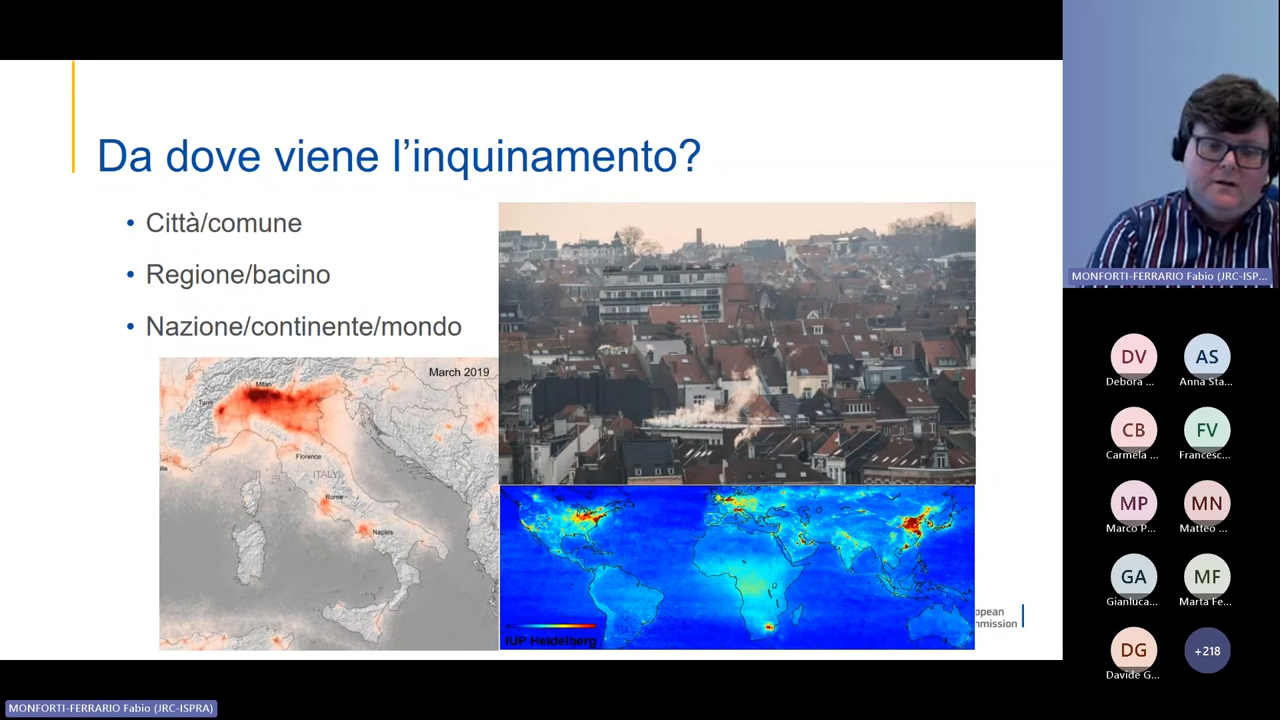 Da dove viene l'inquinamento?
• Città/comune
• Regione/bacino
• Nazione/continente/mondo
March 2019
Milan
Turin
Florence
ITALY
Rome
Naples
IUP Heidelberg
opean
mmission
MONFORTI-FERRARIO Fabio (JRC-ISP...
DV
AS
Debora ...
Anna Sta...
CB
FV
Carmela ...
Francesc...
MP
MN
Marco P...
Matteo ...
GA
MF
Gianluca...
Marta Fe...
DG
+218
Davide G...
MONFORTI-FERRARIO Fabio (JRC-ISPRA)